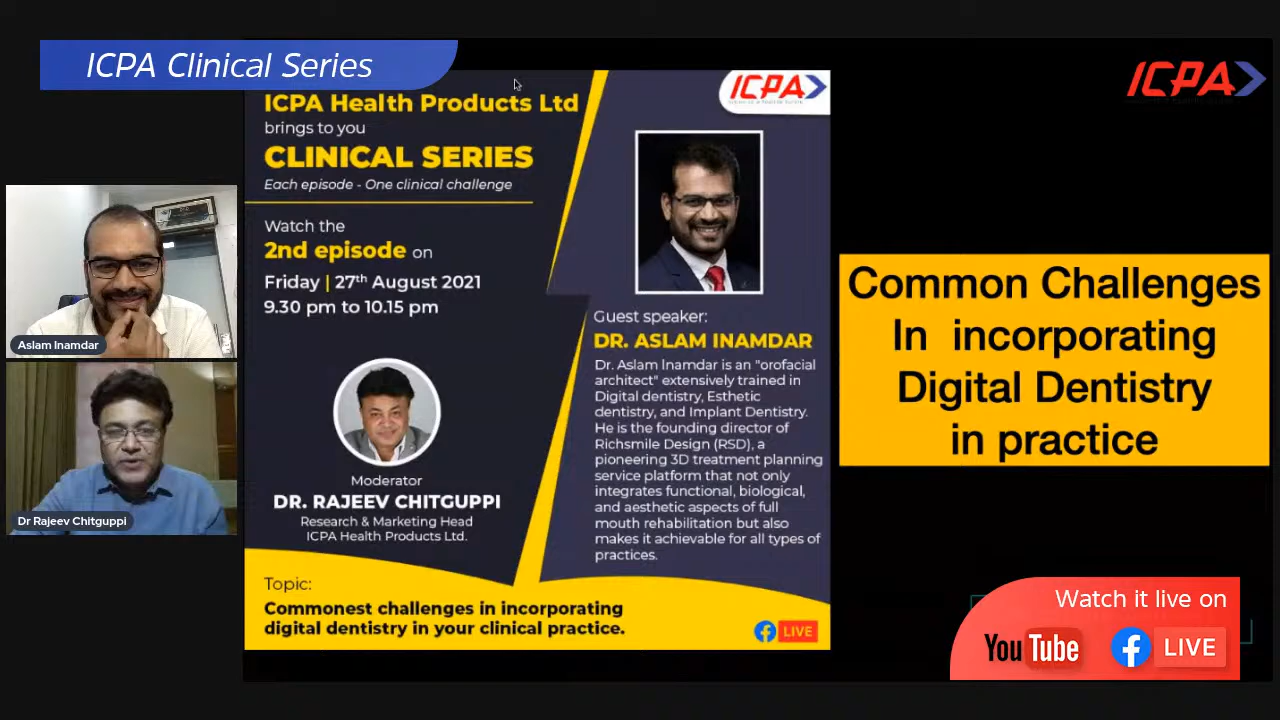 ICPA Clinical Series
ICPA
ICPA Health Products Ltd
brings to you
CLINICAL SERIES
Each episode - One clinical challenge
Watch the
2nd episode on
Friday | 27th August 2021
9.30 pm to 10.15 pm
Moderator
DR. RAJEEV CHITGUPPI
Research & Marketing Head
ICPA Health Products Ltd.
ICPA
Guest speaker:
DR. ASLAM INAMDAR
Dr. Aslam Inamdar is an "orofacial
architect" extensively trained in
Digital dentistry, Esthetic
dentistry, and Implant Dentistry.
He is the founding director of
Richsmile Design (RSD), a
pioneering 3D treatment planning
service platform that not only
integrates functional, biological,
and aesthetic aspects of full
mouth rehabilitation but also
makes it achievable for all types of
practices.
Topic:
Commonest challenges in incorporating
digital dentistry in your clinical practice.
LIVE
Aslam Inamdar
Dr Rajeev Chitguppi
Common Challenges
In incorporating
Digital Dentistry
in practice
Watch it live on
YouTube
LIVE